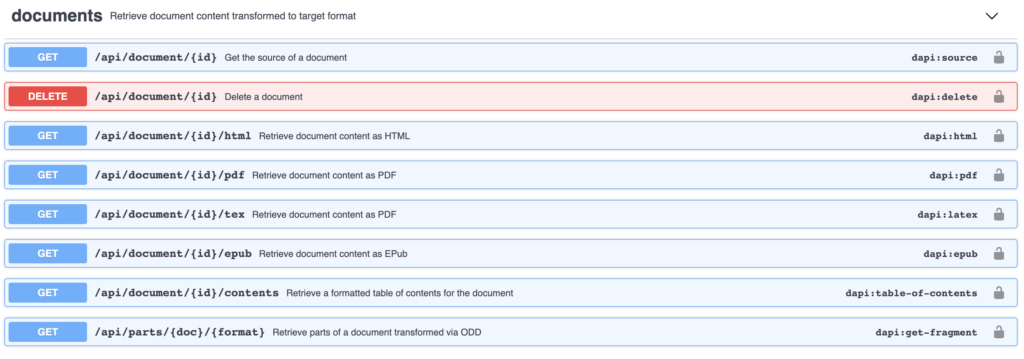 documents Retrieve document content transformed to target format
GET /api/document/{id} Get the source of a document dapi:source
DELETE /api/document/{id} Delete a document dapi:delete
GET /api/document/{id}/html Retrieve document content as HTML dapi:html
GET /api/document/{id}/pdf Retrieve document content as PDF dapi:pdf
GET /api/document/{id}/tex Retrieve document content as PDF dapi:latex
GET /api/document/{id}/epub Retrieve document content as EPub dapi:epub
GET /api/document/{id}/contents Retrieve a formatted table of contents for the document dapi:table-of-contents
GET /api/parts/{doc}/{format} Retrieve parts of a document transformed via ODD dapi:get-fragment